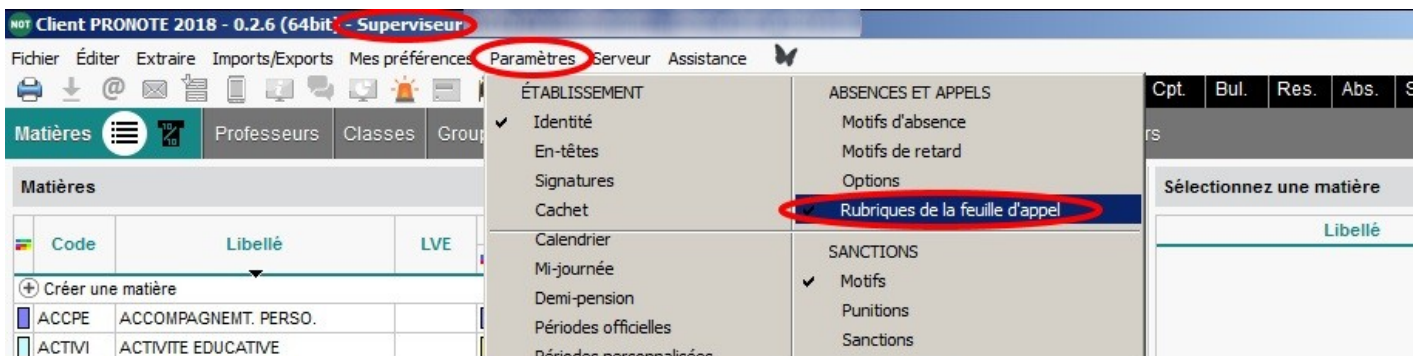 Client PRONOTE 2018 - 0.2.6 (64bit) - Superviseur
Fichier Éditer Extraire Imports/Exports Mes préférences Paramètres Serveur Assistance
ÉTABLISSEMENT
Identité
En-têtes
Signatures
Cachet
Calendrier
Mi-journée
Demi-pension
Périodes officielles
Périodes personnalisées
ABSENCES ET APPELS
Motifs d'absence
Motifs de retard
Options
Rubriques de la feuille d'appel
SANCTIONS
Motifs
Punitions
Sanctions
Cpt. Bul. Res. Abs.
Matières Professeurs Classes
Matières
Code Libellé LVE
Créer une matière
ACCPE ACCOMPAGNEMT. PERSO.
ACTIVI ACTIVITE EDUCATIVE
Sélectionnez une matière
Libellé